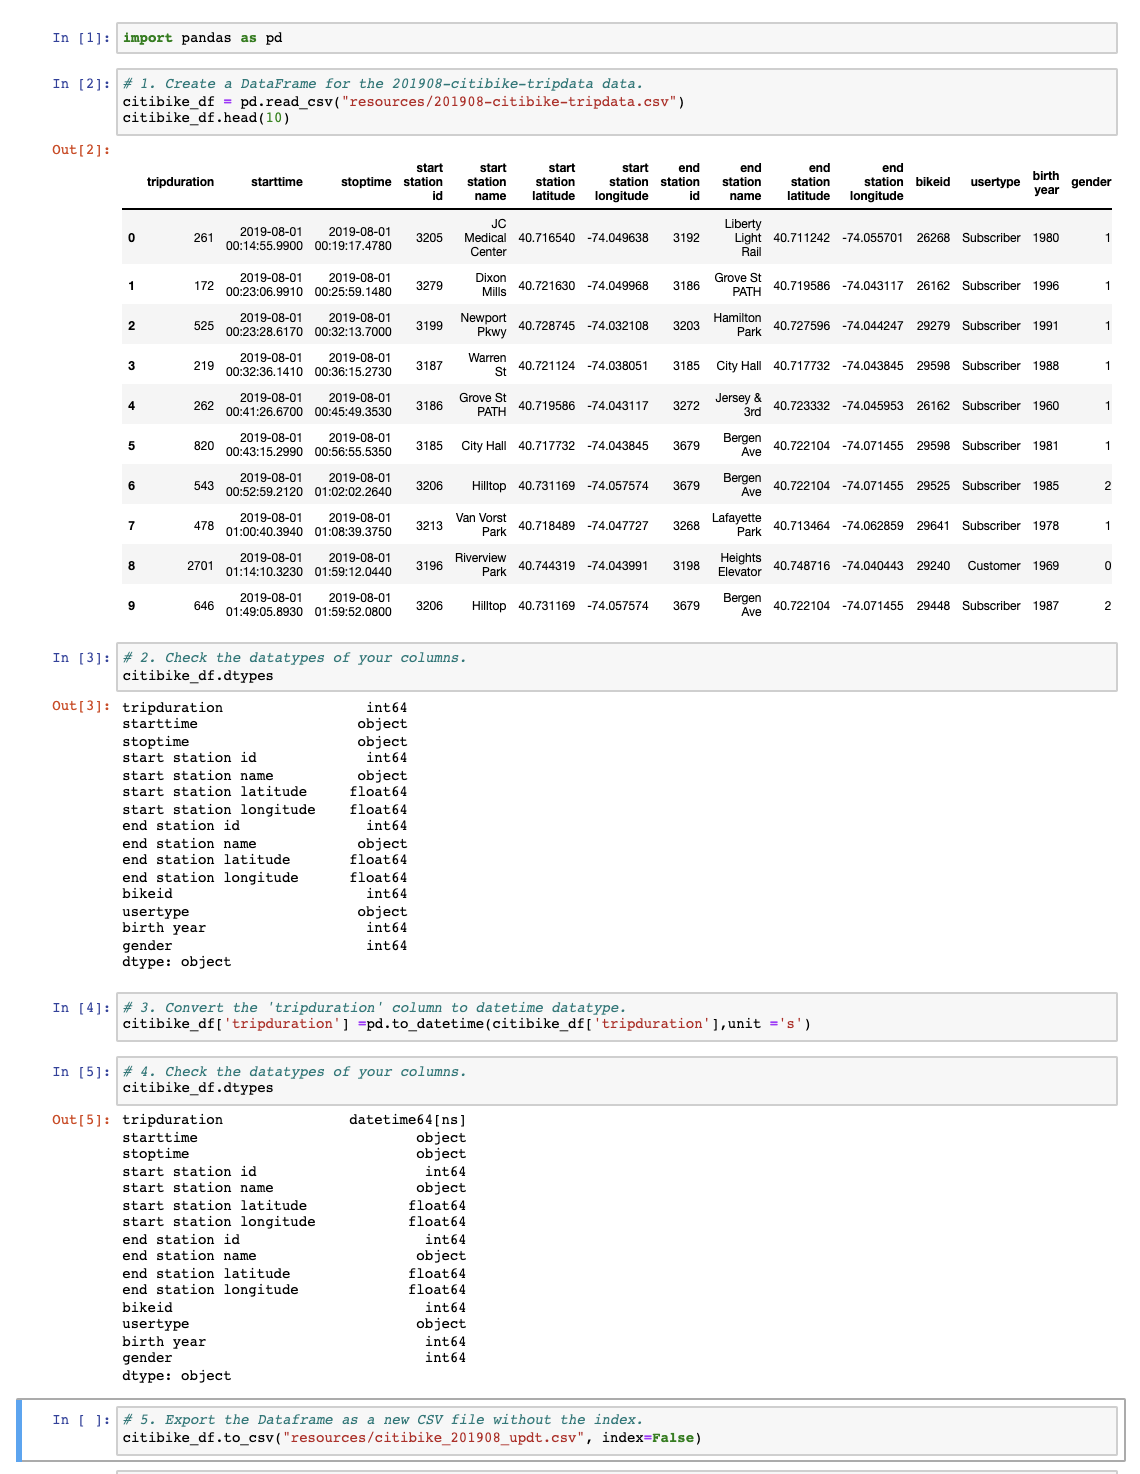 In [1]: import pandas as pd
In [2]: # 1. Create a DataFrame for the 201908-citibike-tripdata data.
citibike_df = pd.read_csv("resources/201908-citibike-tripdata.csv")
citibike_df.head(10)
Out[2]:
tripduration starttime stoptime start station id start station name start station latitude start station longitude end station id end station name end station latitude end station longitude bikeid usertype birth year gender
0 261 2019-08-01 00:14:55.9900 2019-08-01 00:19:17.4780 3205 JC Medical Center 40.716540 -74.049638 3192 Liberty Light Rail 40.711242 -74.055701 26268 Subscriber 1980 1
1 172 2019-08-01 00:23:06.9910 2019-08-01 00:25:59.1480 3279 Dixon Mills 40.721630 -74.049968 3186 Grove St PATH 40.719586 -74.043117 26162 Subscriber 1996 1
2 525 2019-08-01 00:23:28.6170 2019-08-01 00:32:13.7000 3199 Newport Pkwy 40.728745 -74.032108 3203 Hamilton Park 40.727596 -74.044247 29279 Subscriber 1991 1
3 219 2019-08-01 00:32:36.1410 2019-08-01 00:36:15.2730 3187 Warren St 40.721124 -74.038051 3185 City Hall 40.717732 -74.043845 29598 Subscriber 1988 1
4 262 2019-08-01 00:41:26.6700 2019-08-01 00:45:49.3530 3186 Grove St PATH 40.719586 -74.043117 3272 Jersey & 3rd 40.723332 -74.045953 26162 Subscriber 1960 1
5 820 2019-08-01 00:43:15.2990 2019-08-01 00:56:55.5350 3185 City Hall 40.717732 -74.043845 3679 Bergen Ave 40.722104 -74.071455 29598 Subscriber 1981 1
6 543 2019-08-01 00:52:59.2120 2019-08-01 01:02:02.2640 3206 Hilltop 40.731169 -74.057574 3679 Bergen Ave 40.722104 -74.071455 29525 Subscriber 1985 2
7 478 2019-08-01 01:00:40.3940 2019-08-01 01:08:39.3750 3213 Van Vorst Park 40.718489 -74.047727 3268 Lafayette Park 40.713464 -74.062859 29641 Subscriber 1978 1
8 2701 2019-08-01 01:14:10.3230 2019-08-01 01:59:12.0440 3196 Riverview Park 40.744319 -74.043991 3198 Heights Elevator 40.748716 -74.040443 29240 Customer 1969 0
9 646 2019-08-01 01:49:05.8930 2019-08-01 01:59:52.0800 3206 Hilltop 40.731169 -74.057574 3679 Bergen Ave 40.722104 -74.071455 29448 Subscriber 1987 2
In [3]: # 2. Check the datatypes of your columns.
citibike_df.dtypes
Out[3]: tripduration int64
starttime object
stoptime object
start station id int64
start station name object
start station latitude float64
start station longitude float64
end station id int64
end station name object
end station latitude float64
end station longitude float64
bikeid int64
usertype object
birth year int64
gender int64
dtype: object
In [4]: # 3. Convert the 'tripduration' column to datetime datatype.
citibike_df['tripduration'] =pd.to_datetime(citibike_df['tripduration'],unit ='s')
In [5]: # 4. Check the datatypes of your columns.
citibike_df.dtypes
Out[5]: tripduration datetime64[ns]
starttime object
stoptime object
start station id int64
start station name object
start station latitude float64
start station longitude float64
end station id int64
end station name object
end station latitude float64
end station longitude float64
bikeid int64
usertype object
birth year int64
gender int64
dtype: object
In [ ]: # 5. Export the Dataframe as a new CSV file without the index.
citibike_df.to_csv("resources/citibike_201908_updt.csv", index=False)